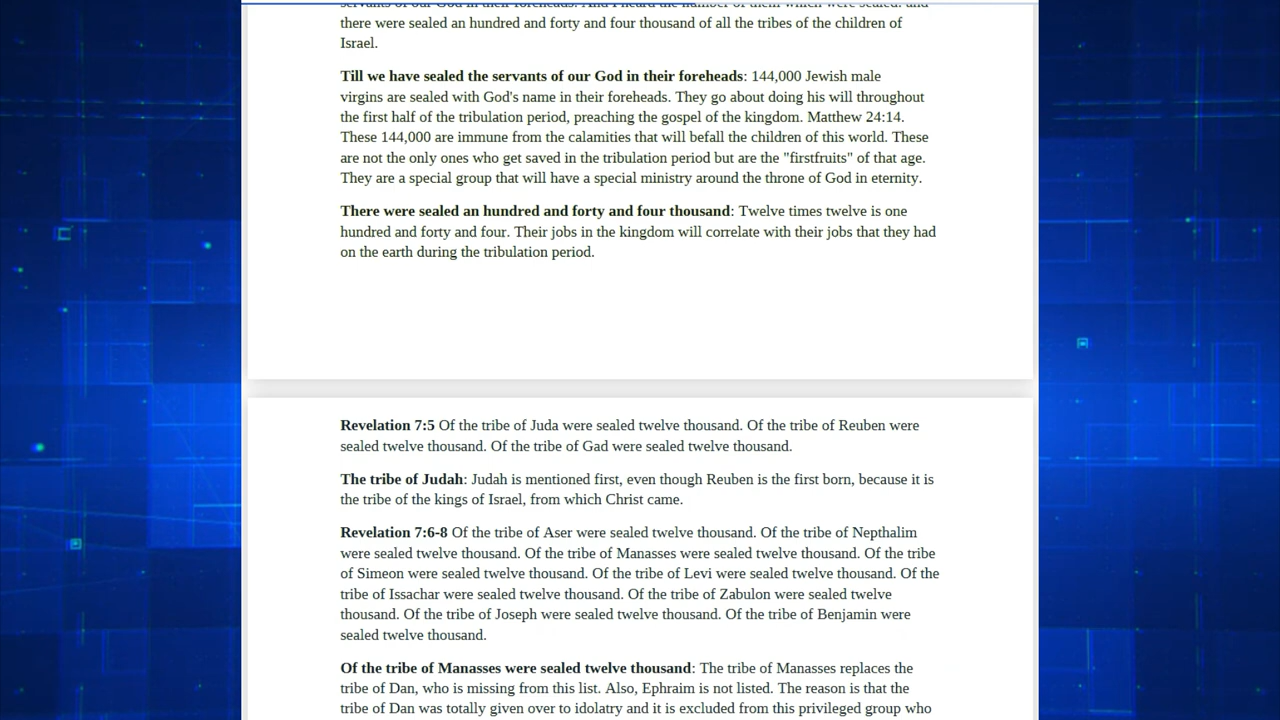 servants of our God in their foreheads. And I heard the number of them which were sealed: and
there were sealed an hundred and forty and four thousand of all the tribes of the children of
Israel.
Till we have sealed the servants of our God in their foreheads: 144,000 Jewish male
virgins are sealed with God's name in their foreheads. They go about doing his will throughout
the first half of the tribulation period, preaching the gospel of the kingdom. Matthew 24:14.
These 144,000 are immune from the calamities that will befall the children of this world. These
are not the only ones who get saved in the tribulation period but are the "firstfruits" of that age.
They are a special group that will have a special ministry around the throne of God in eternity.
There were sealed an hundred and forty and four thousand: Twelve times twelve is one
hundred and forty and four. Their jobs in the kingdom will correlate with their jobs that they had
on the earth during the tribulation period.
Revelation 7:5 Of the tribe of Juda were sealed twelve thousand. Of the tribe of Reuben were
sealed twelve thousand. Of the tribe of Gad were sealed twelve thousand.
The tribe of Judah: Judah is mentioned first, even though Reuben is the first born, because it is
the tribe of the kings of Israel, from which Christ came.
Revelation 7:6-8 Of the tribe of Aser were sealed twelve thousand. Of the tribe of Nepthalim
were sealed twelve thousand. Of the tribe of Manasses were sealed twelve thousand. Of the tribe
of Simeon were sealed twelve thousand. Of the tribe of Levi were sealed twelve thousand. Of the
tribe of Issachar were sealed twelve thousand. Of the tribe of Zabulon were sealed twelve
thousand. Of the tribe of Joseph were sealed twelve thousand. Of the tribe of Benjamin were
sealed twelve thousand.
Of the tribe of Manasses were sealed twelve thousand: The tribe of Manasses replaces the
tribe of Dan, who is missing from this list. Also, Ephraim is not listed. The reason is that the
tribe of Dan was totally given over to idolatry and it is excluded from this privileged group who